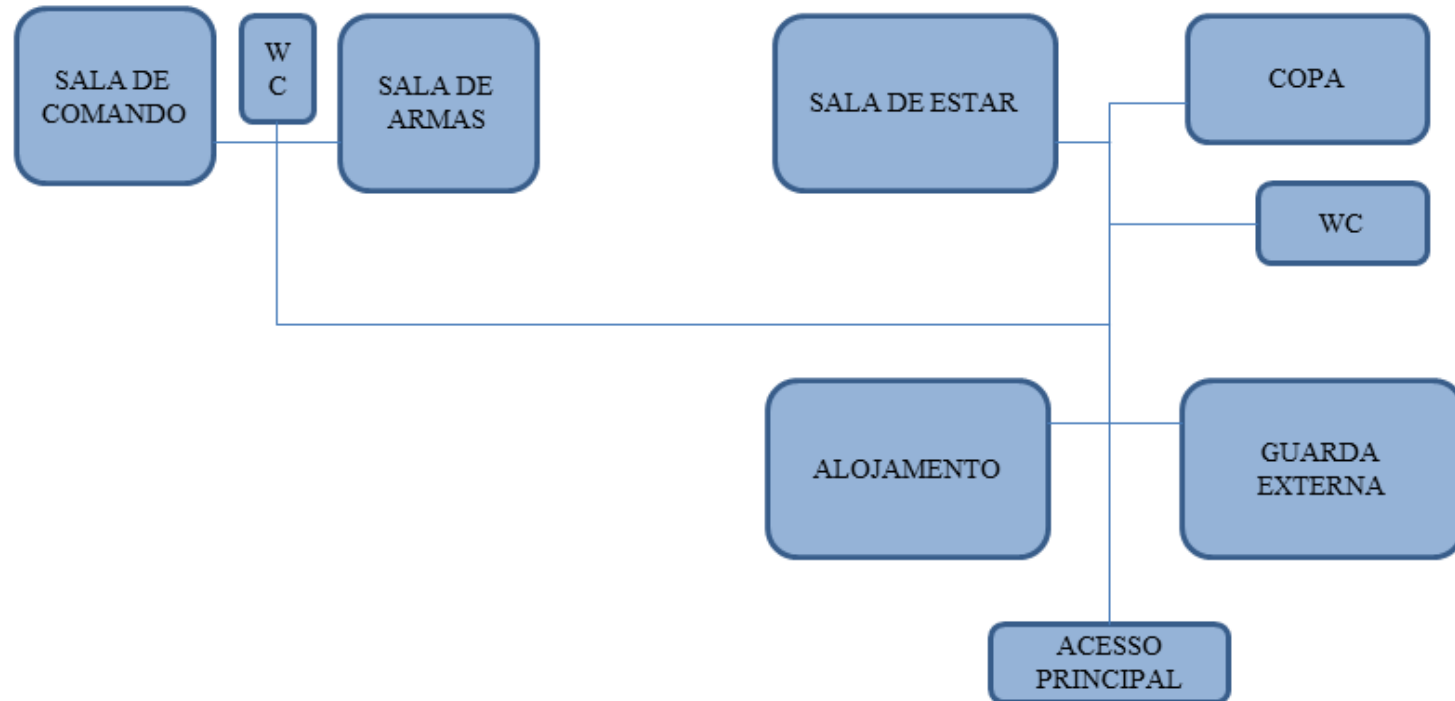 SALA DE
COMANDO
W
C
SALA DE
ARMAS
SALA DE ESTAR
COPA
WC
ALOJAMENTO
GUARDA
EXTERNA
ACESSO
PRINCIPAL